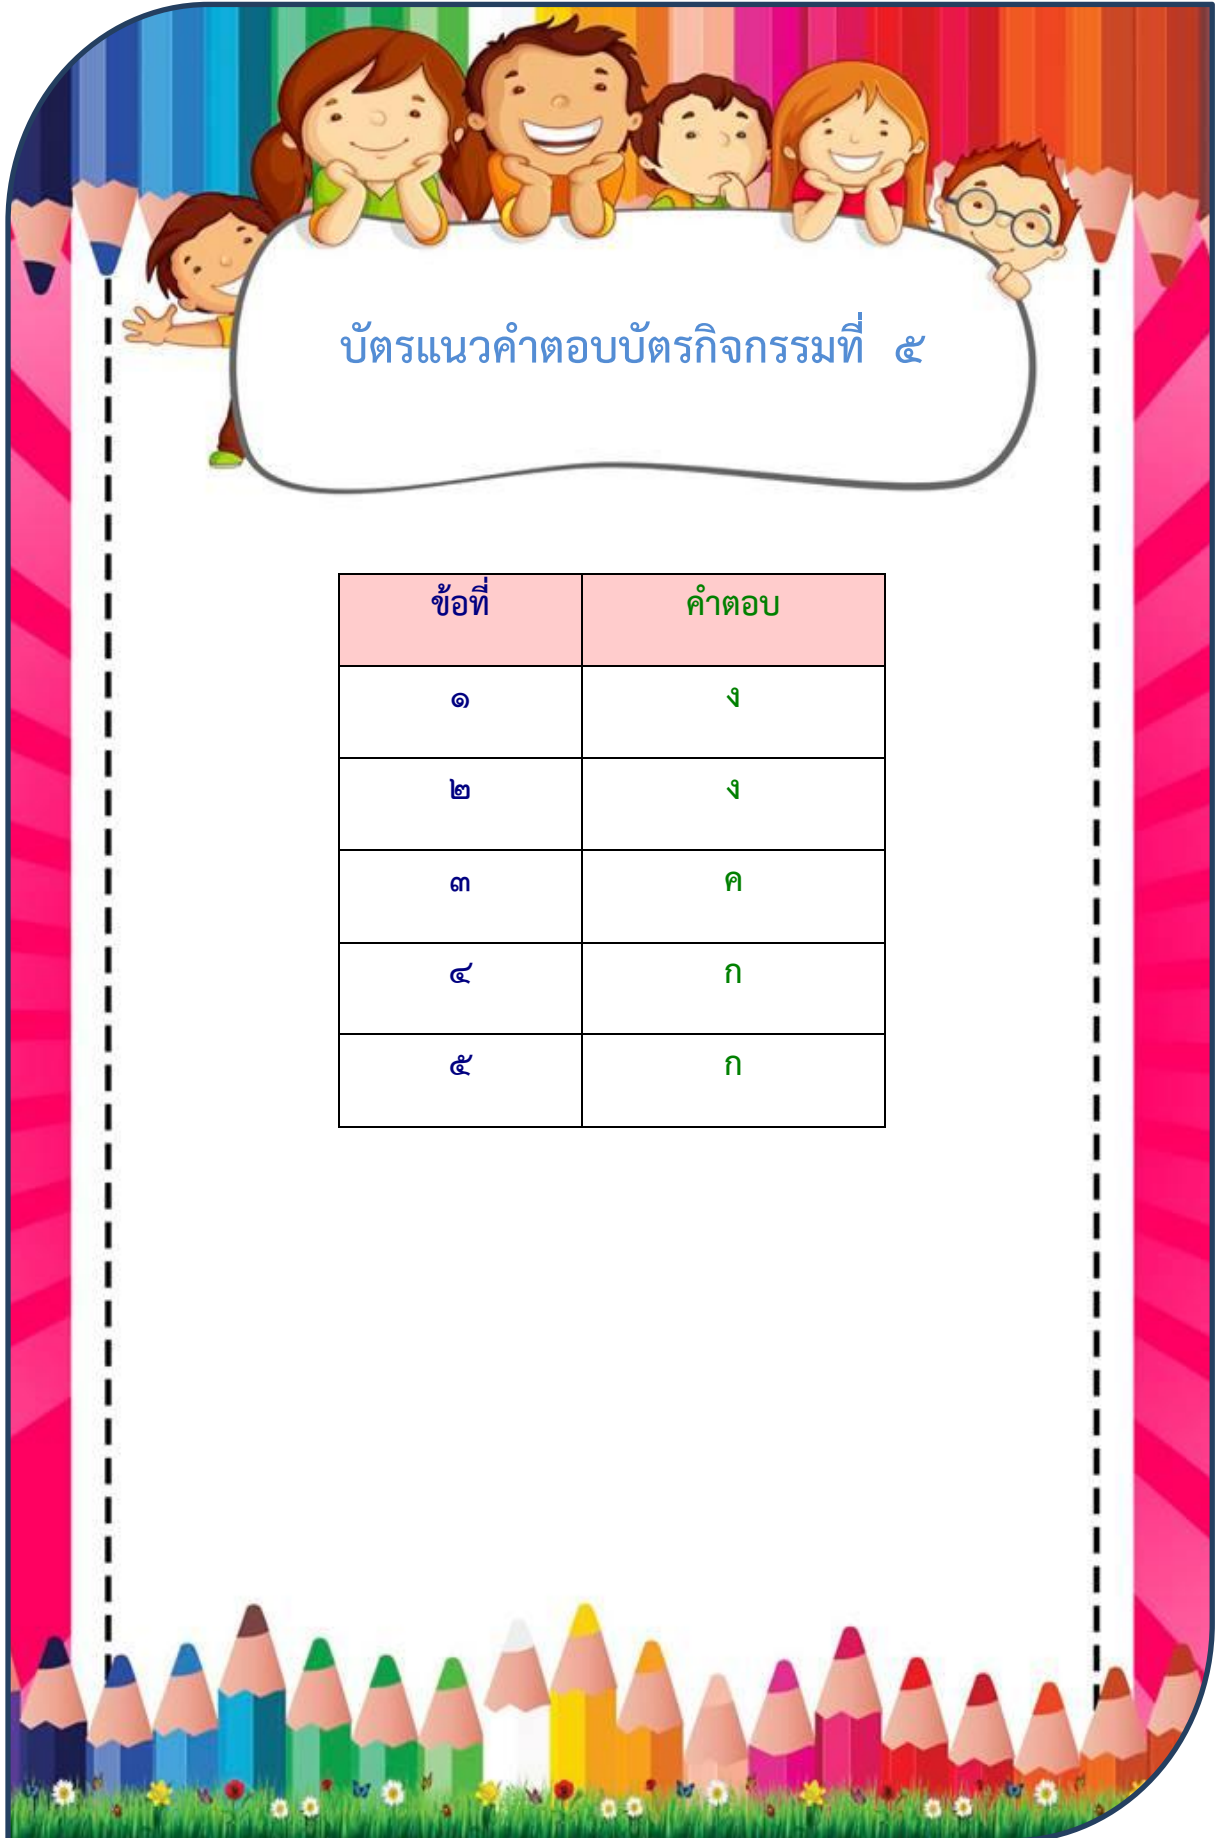 บัตรแนวคำตอบบัตรกิจกรรมที่ ๕
ข้อที่ คำตอบ
๑ ง
๒ ง
๓ ค
๔ ก
๕ ก